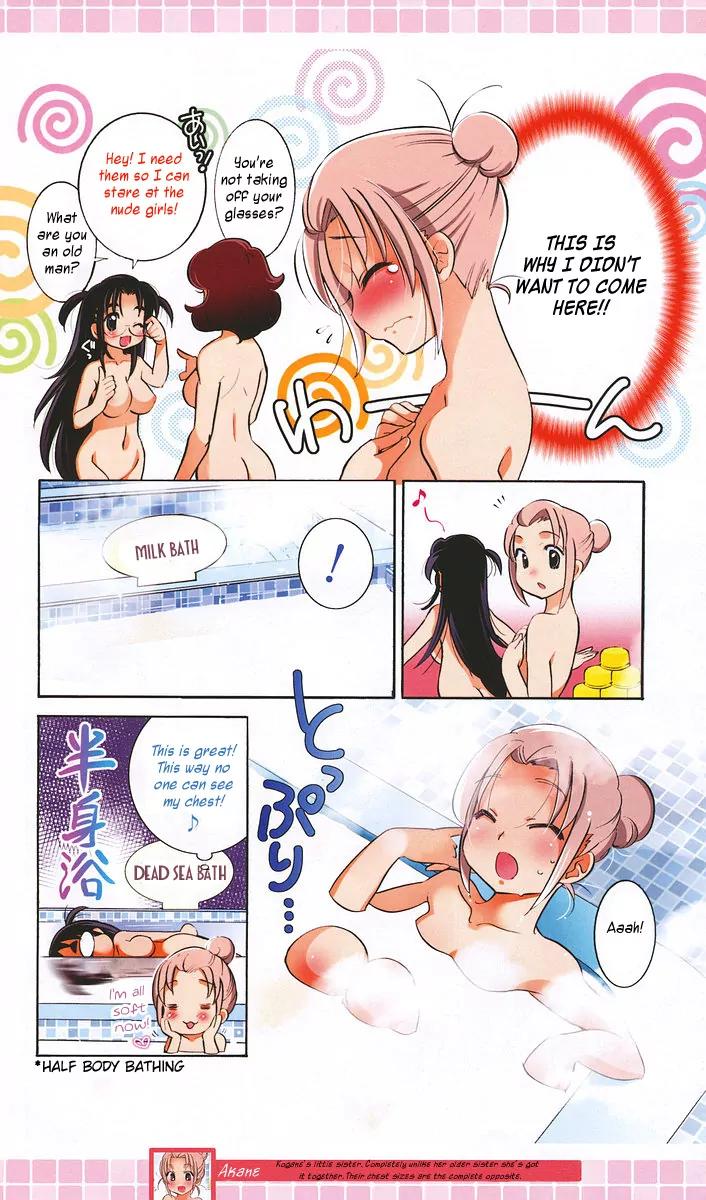 THIS IS
WHY I DIDN'T
WANT TO COME
HERE!!
わーーん
You're
not taking
off your
glasses?
あいっ!
Hey! I need
them so I can
stare at the
nude girls!
What
are you
an old
man?
MILK BATH
!
とっぷり…
Aaah!
This is great!
This way no
one can see
my chest!
♪
半身浴
DEAD SEA BATH
I'm all
soft
now!
*HALF BODY BATHING
Akane
Kogane's little sister. Completely unlike her older sister she's got
it together. Their chest sizes are the complete opposite.